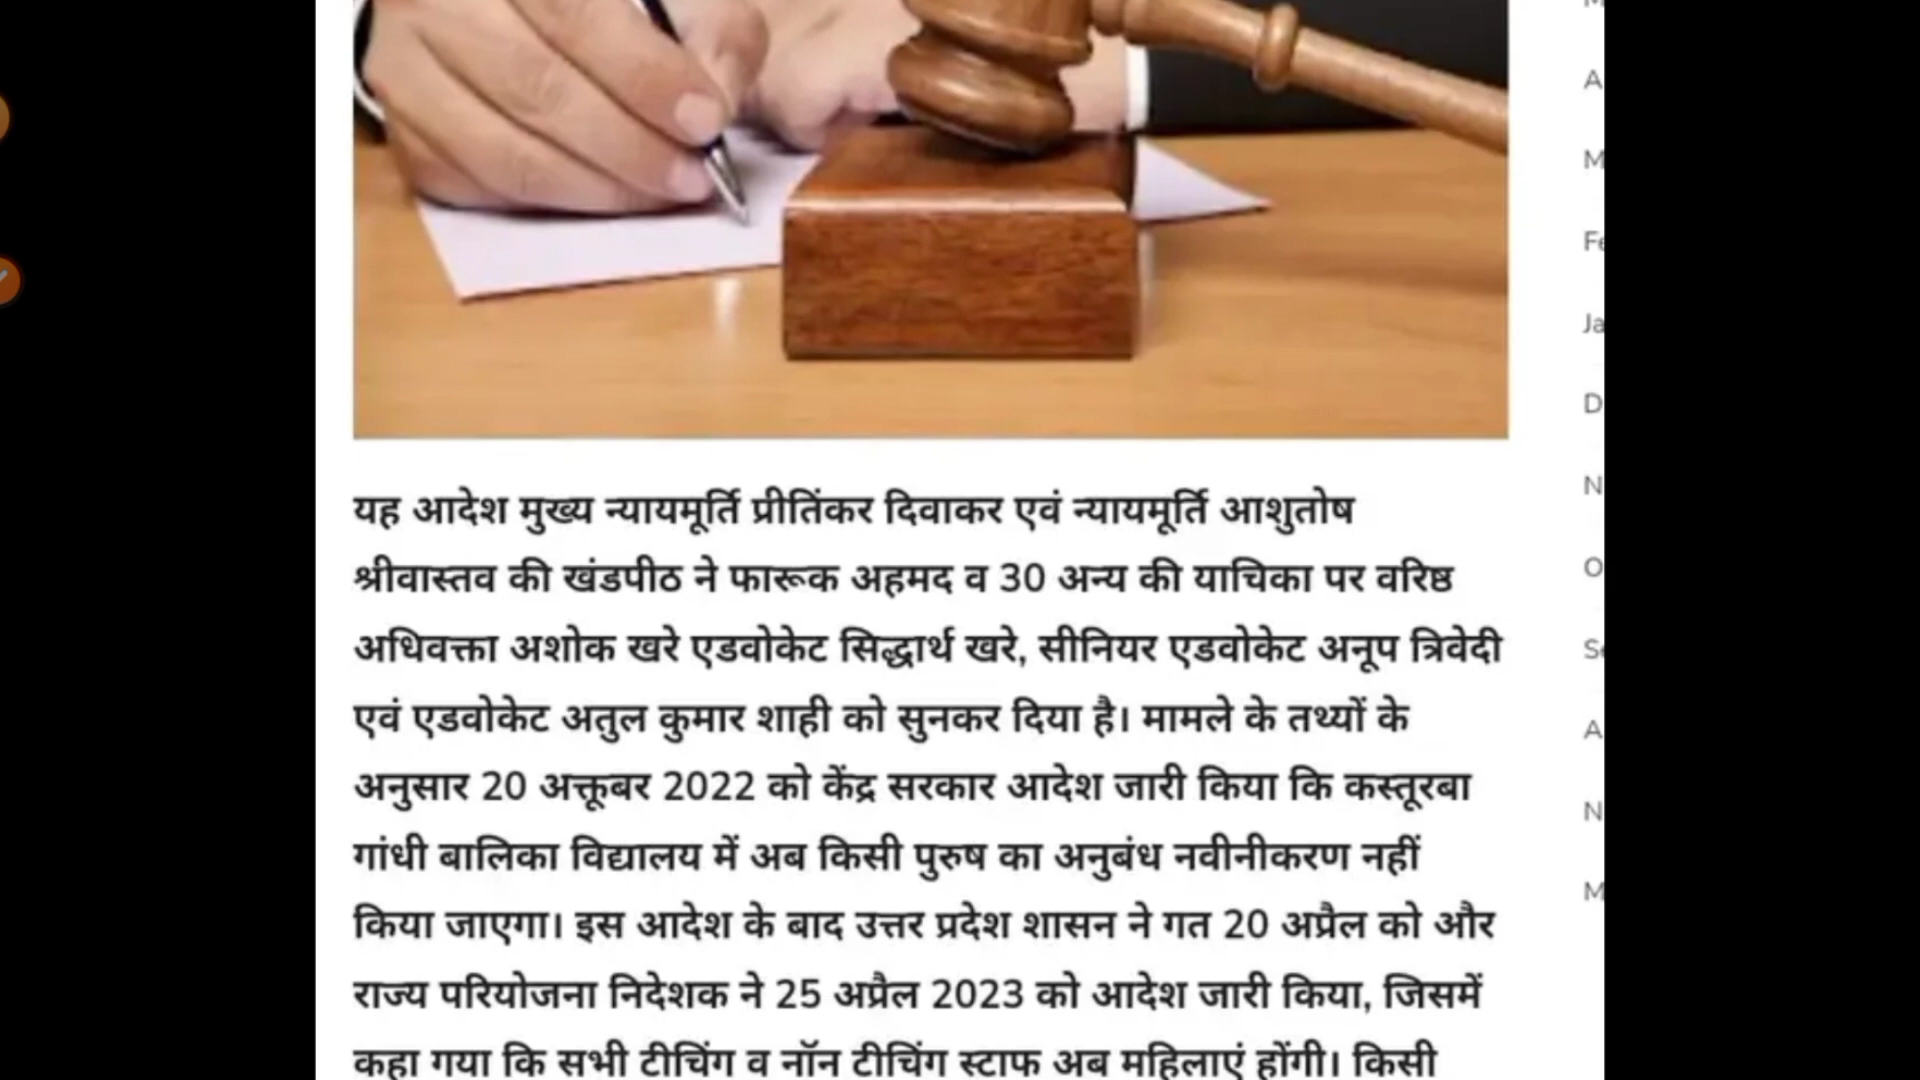 यह आदेश मुख्य न्यायमूर्ति प्रीतिंकर दिवाकर एवं न्यायमूर्ति आशुतोष
श्रीवास्तव की खंडपीठ ने फारूक अहमद व 30 अन्य की याचिका पर वरिष्ठ
अधिवक्ता अशोक खरे एडवोकेट सिद्धार्थ खरे, सीनियर एडवोकेट अनूप त्रिवेदी
एवं एडवोकेट अतुल कुमार शाही को सुनकर दिया है। मामले के तथ्यों के
अनुसार 20 अक्तूबर 2022 को केंद्र सरकार आदेश जारी किया कि कस्तूरबा
गांधी बालिका विद्यालय में अब किसी पुरुष का अनुबंध नवीनीकरण नहीं
किया जाएगा। इस आदेश के बाद उत्तर प्रदेश शासन ने गत 20 अप्रैल को और
राज्य परियोजना निदेशक ने 25 अप्रैल 2023 को आदेश जारी किया, जिसमें
कहा गया कि सभी टीचिंग व नॉन टीचिंग स्टाफ अब महिलाएं होंगी। किसी